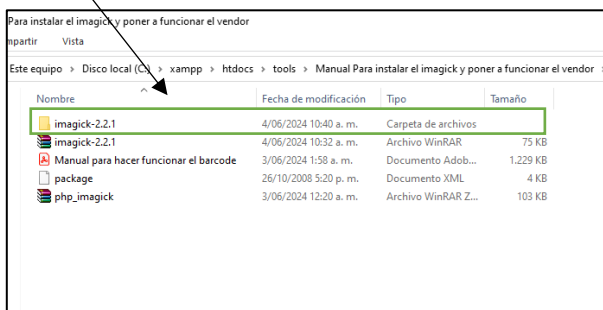 Para instalar el imagick y poner a funcionar el vendor
mpartir Vista
Este equipo > Disco local (C:) > xampp > htdocs > tools > Manual Para instalar el imagick y poner a funcionar el vendor
Nombre Fecha de modificación Tipo Tamaño
imagick-2.2.1 4/06/2024 10:40 a. m. Carpeta de archivos
imagick-2.2.1 4/06/2024 10:32 a. m. Archivo WinRAR 75 KB
Manual para hacer funcionar el barcode 3/06/2024 1:58 a. m. Documento Adob... 1.229 KB
package 26/10/2008 5:20 p. m. Documento XML 4 KB
php_imagick 3/06/2024 12:20 a. m. Archivo WinRAR Z... 103 KB